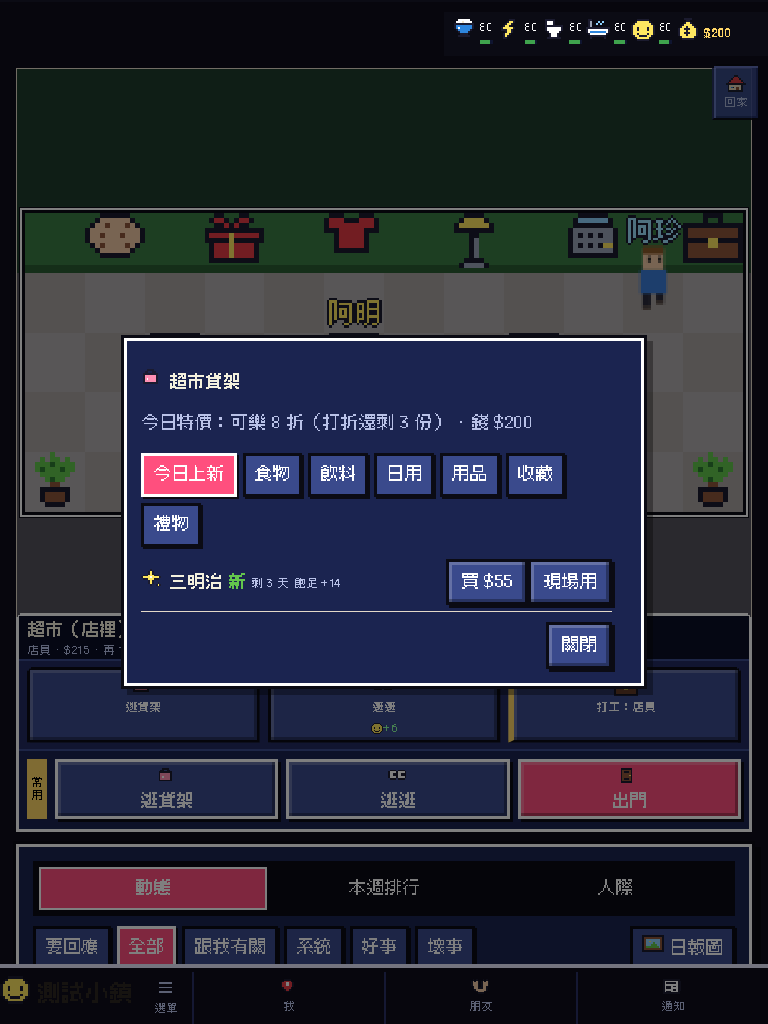 80 80 80 80 80 $200
回家
阿珍
阿明
超市貨架
今日特價：可樂 8 折（打折還剩 3 份） · 錢 $200
今日上新 食物 飲料 日用 用品 收藏
禮物
三明治 新 剩 3 天 飽足+14
買 $55 現場用
關閉
超市（店裡）
店員 · $215 · 再
逛貨架 逛逛 打工：店員
+6
常用
逛貨架 逛逛 出門
動態 本週排行 人際
要回應 全部 跟我有關 系統 好事 壞事 日報圖
測試小鎮
選單 我 朋友 通知